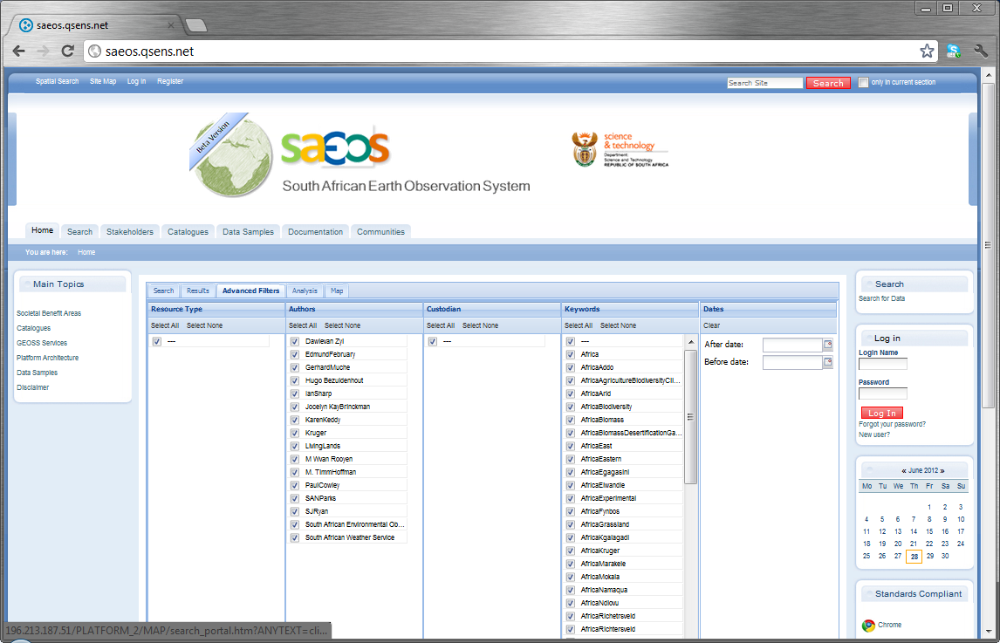 saeos.qsens.net
saeos.qsens.net
Spatial Search Site Map Log in Register
Search Site Search only in current section
Beta Version
saeos
South African Earth Observation System
science
& technology
Department:
Science and Technology
REPUBLIC OF SOUTH AFRICA
Home Search Stakeholders Catalogues Data Samples Documentation Communities
You are here: Home
Main Topics
Societal Benefit Areas
Catalogues
GEOSS Services
Platform Architecture
Data Samples
Disclaimer
Search Results Advanced Filters Analysis Map
Resource Type
Select All Select None
---
Authors
Select All Select None
Dawievan Zyl
EdmundFebruary
GerhardMuche
Hugo Bezuidenhout
IanSharp
Jocelyn KayBrinckman
KarenKeddy
Kruger
LivingLands
M Wvan Rooyen
M. TimmHoffman
PaulCowley
SANParks
SJRyan
South African Environmental Ob...
South African Weather Service
Custodian
Select All Select None
---
Keywords
Select All Select None
---
Africa
AfricaAddo
AfricaAgricultureBiodiversityCli...
AfricaArid
AfricaBiodiversity
AfricaBiomass
AfricaBiomassDesertificationGa...
AfricaEast
AfricaEastern
AfricaEgagasini
AfricaElwandle
AfricaExperimental
AfricaFynbos
AfricaGrassland
AfricaKgalagadi
AfricaKruger
AfricaMarakele
AfricaMokala
AfricaNamaqua
AfricaNdlovu
AfricaRichetrsveld
AfricaRichtersveld
Dates
Clear
After date:
Before date:
Search
Search for Data
Log in
Login Name
Password
Log In
Forgot your password?
New user?
« June 2012 »
Mo Tu We Th Fr Sa Su
1 2 3
4 5 6 7 8 9 10
11 12 13 14 15 16 17
18 19 20 21 22 23 24
25 26 27 28 29 30
Standards Compliant
Chrome
196.213.187.51/PLATFORM_2/MAP/search_portal.htm?ANYTEXT=cli...